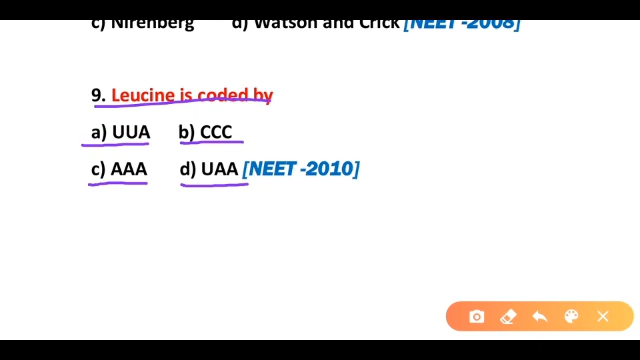 c) Nirenberg d) Watson and Crick [NEET -2008]
9. Leucine is coded by
a) UUA b) CCC
c) AAA d) UAA [NEET -2010]